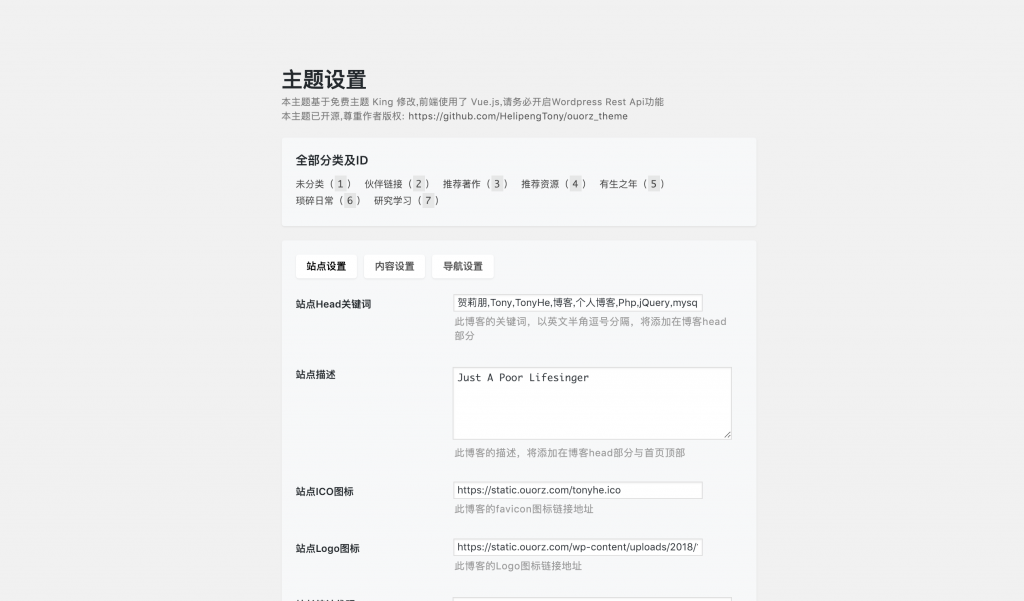 主题设置
本主题基于免费主题 King 修改,前端使用了 Vue.js,请务必开启Wordpress Rest Api功能
本主题已开源,尊重作者版权: https://github.com/HelipengTony/ouorz_theme
全部分类及ID
未分类（ 1 ） 伙伴链接（ 2 ） 推荐著作（ 3 ） 推荐资源（ 4 ） 有生之年（ 5 ）
琐碎日常（ 6 ） 研究学习（ 7 ）
站点设置 内容设置 导航设置
站点Head关键词 贺莉朋,Tony,TonyHe,博客,个人博客,Php,jQuery,mysq
此博客的关键词，以英文半角逗号分隔，将添加在博客head
部分
站点描述 Just A Poor Lifesinger
此博客的描述，将添加在博客head部分与首页顶部
站点ICO图标 https://static.ouorz.com/tonyhe.ico
此博客的favicon图标链接地址
站点Logo图标 https://static.ouorz.com/wp-content/uploads/2018/
此博客的Logo图标链接地址